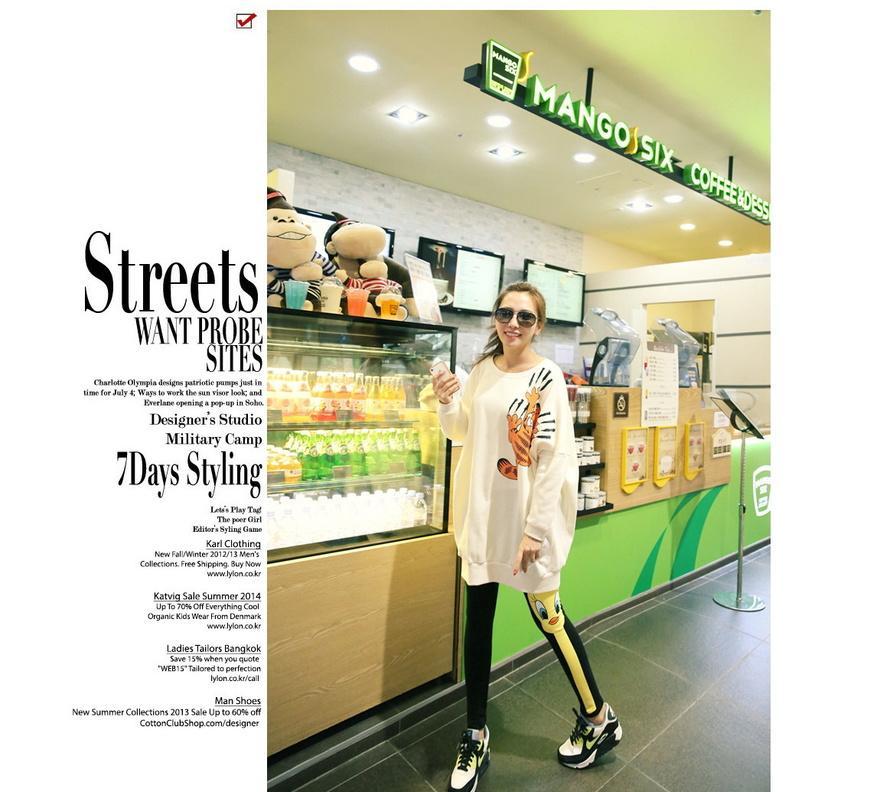 Streets
WANT PROBE
SITES
Charlotte Olympia designs patriotic pumps just in
time for July 4; Ways to work the sun visor look; and
Everlane opening a pop-up in Soho.
Designer's Studio
Military Camp
7Days Styling
Lets's Play Tag!
The poer Girl
Editor's Syling Game
Karl Clothing
New Fall/Winter 2012/13 Men's
Collections. Free Shipping. Buy Now
www.lylon.co.kr
Katvig Sale Summer 2014
Up To 70% Off Everything Cool
Organic Kids Wear From Denmark
www.lylon.co.kr
Ladies Tailors Bangkok
Save 15% when you quote
"WEB15" Tailored to perfection
lylon.co.kr/call
Man Shoes
New Summer Collections 2013 Sale Up to 60% off
CottonClubShop.com/designer
MANGO
SIX
MANGO SIX COFFEE & DESS